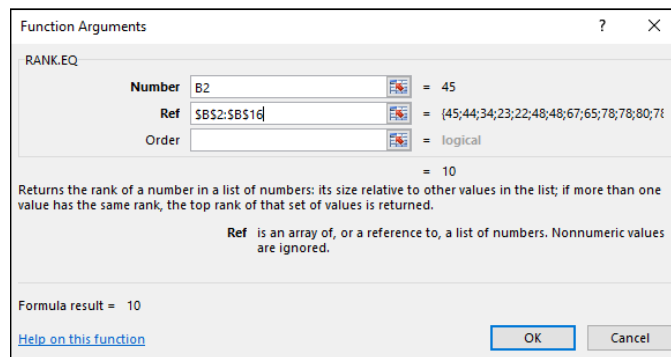 Function Arguments ? ×
RANK.EQ
Number B2 = 45
Ref $B$2:$B$16 = {45;44;34;23;22;48;48;67;65;78;78;80;78
Order = logical
= 10
Returns the rank of a number in a list of numbers: its size relative to other values in the list; if more than one
value has the same rank, the top rank of that set of values is returned.
Ref is an array of, or a reference to, a list of numbers. Nonnumeric values
are ignored.
Formula result = 10
Help on this function OK Cancel